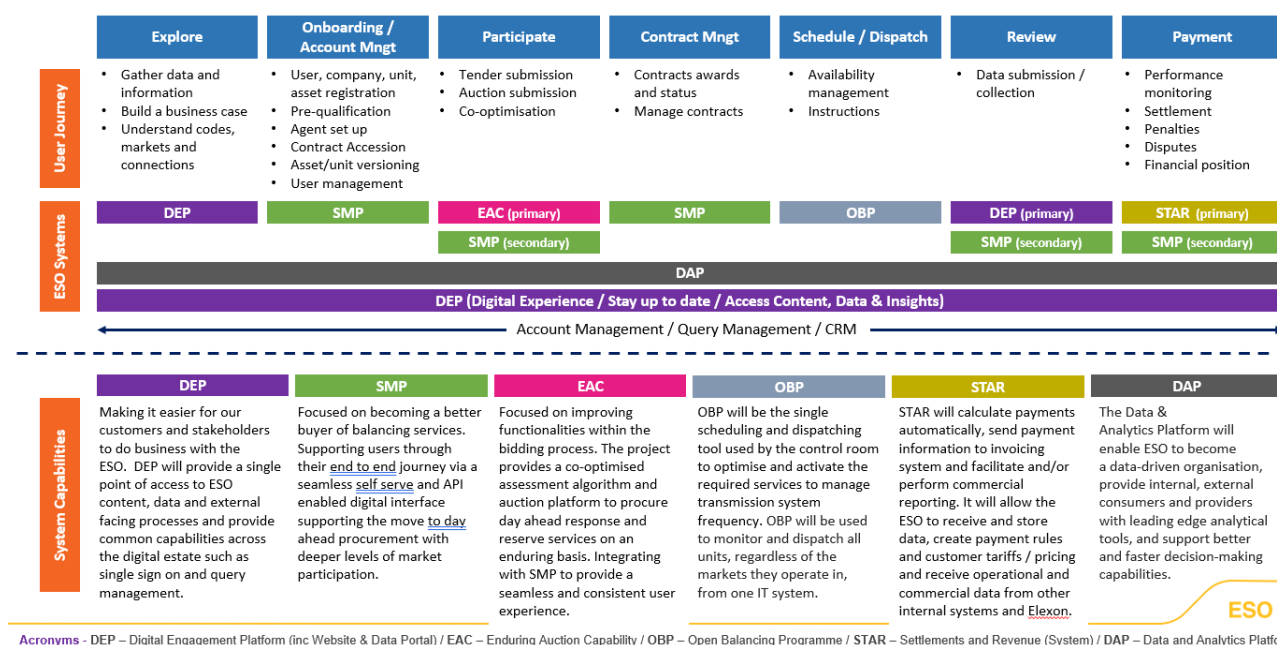 Explore
Onboarding /
Account Mngt
Participate
Contract Mngt
Schedule / Dispatch
Review
Payment
User Journey
• Gather data and
information
• Build a business case
• Understand codes,
markets and
connections
• User, company, unit,
asset registration
• Pre-qualification
• Agent set up
• Contract Accession
• Asset/unit versioning
• User management
• Tender submission
• Auction submission
• Co-optimisation
• Contracts awards
and status
• Manage contracts
• Availability
management
• Instructions
• Data submission /
collection
• Performance
monitoring
• Settlement
• Penalties
• Disputes
• Financial position
ESO Systems
DEP
SMP
EAC (primary)
SMP
OBP
DEP (primary)
STAR (primary)
SMP (secondary)
SMP (secondary)
SMP (secondary)
DAP
DEP (Digital Experience / Stay up to date / Access Content, Data & Insights)
Account Management / Query Management / CRM
System Capabilities
DEP
Making it easier for our
customers and stakeholders
to do business with the
ESO. DEP will provide a single
point of access to ESO
content, data and external
facing processes and provide
common capabilities across
the digital estate such as
single sign on and query
management.
SMP
Focused on becoming a better
buyer of balancing services.
Supporting users through
their end to end journey via a
seamless self serve and API
enabled digital interface
supporting the move to day
ahead procurement with
deeper levels of market
participation.
EAC
Focused on improving
functionalities within the
bidding process. The project
provides a co-optimised
assessment algorithm and
auction platform to procure
day ahead response and
reserve services on an
enduring basis. Integrating
with SMP to provide a
seamless and consistent user
experience.
OBP
OBP will be the single
scheduling and dispatching
tool used by the control room
to optimise and activate the
required services to manage
transmission system
frequency. OBP will be used
to monitor and dispatch all
units, regardless of the
markets they operate in,
from one IT system.
STAR
STAR will calculate payments
automatically, send payment
information to invoicing
system and facilitate and/or
perform commercial
reporting. It will allow the
ESO to receive and store
data, create payment rules
and customer tariffs / pricing
and receive operational and
commercial data from other
internal systems and Elexon.
DAP
The Data &
Analytics Platform will
enable ESO to become
a data-driven organisation,
provide internal, external
consumers and providers
with leading edge analytical
tools, and support better
and faster decision-making
capabilities.
ESO
Acronyms - DEP – Digital Engagement Platform (inc Website & Data Portal) / EAC – Enduring Auction Capability / OBP – Open Balancing Programme / STAR – Settlements and Revenue (System) / DAP – Data and Analytics